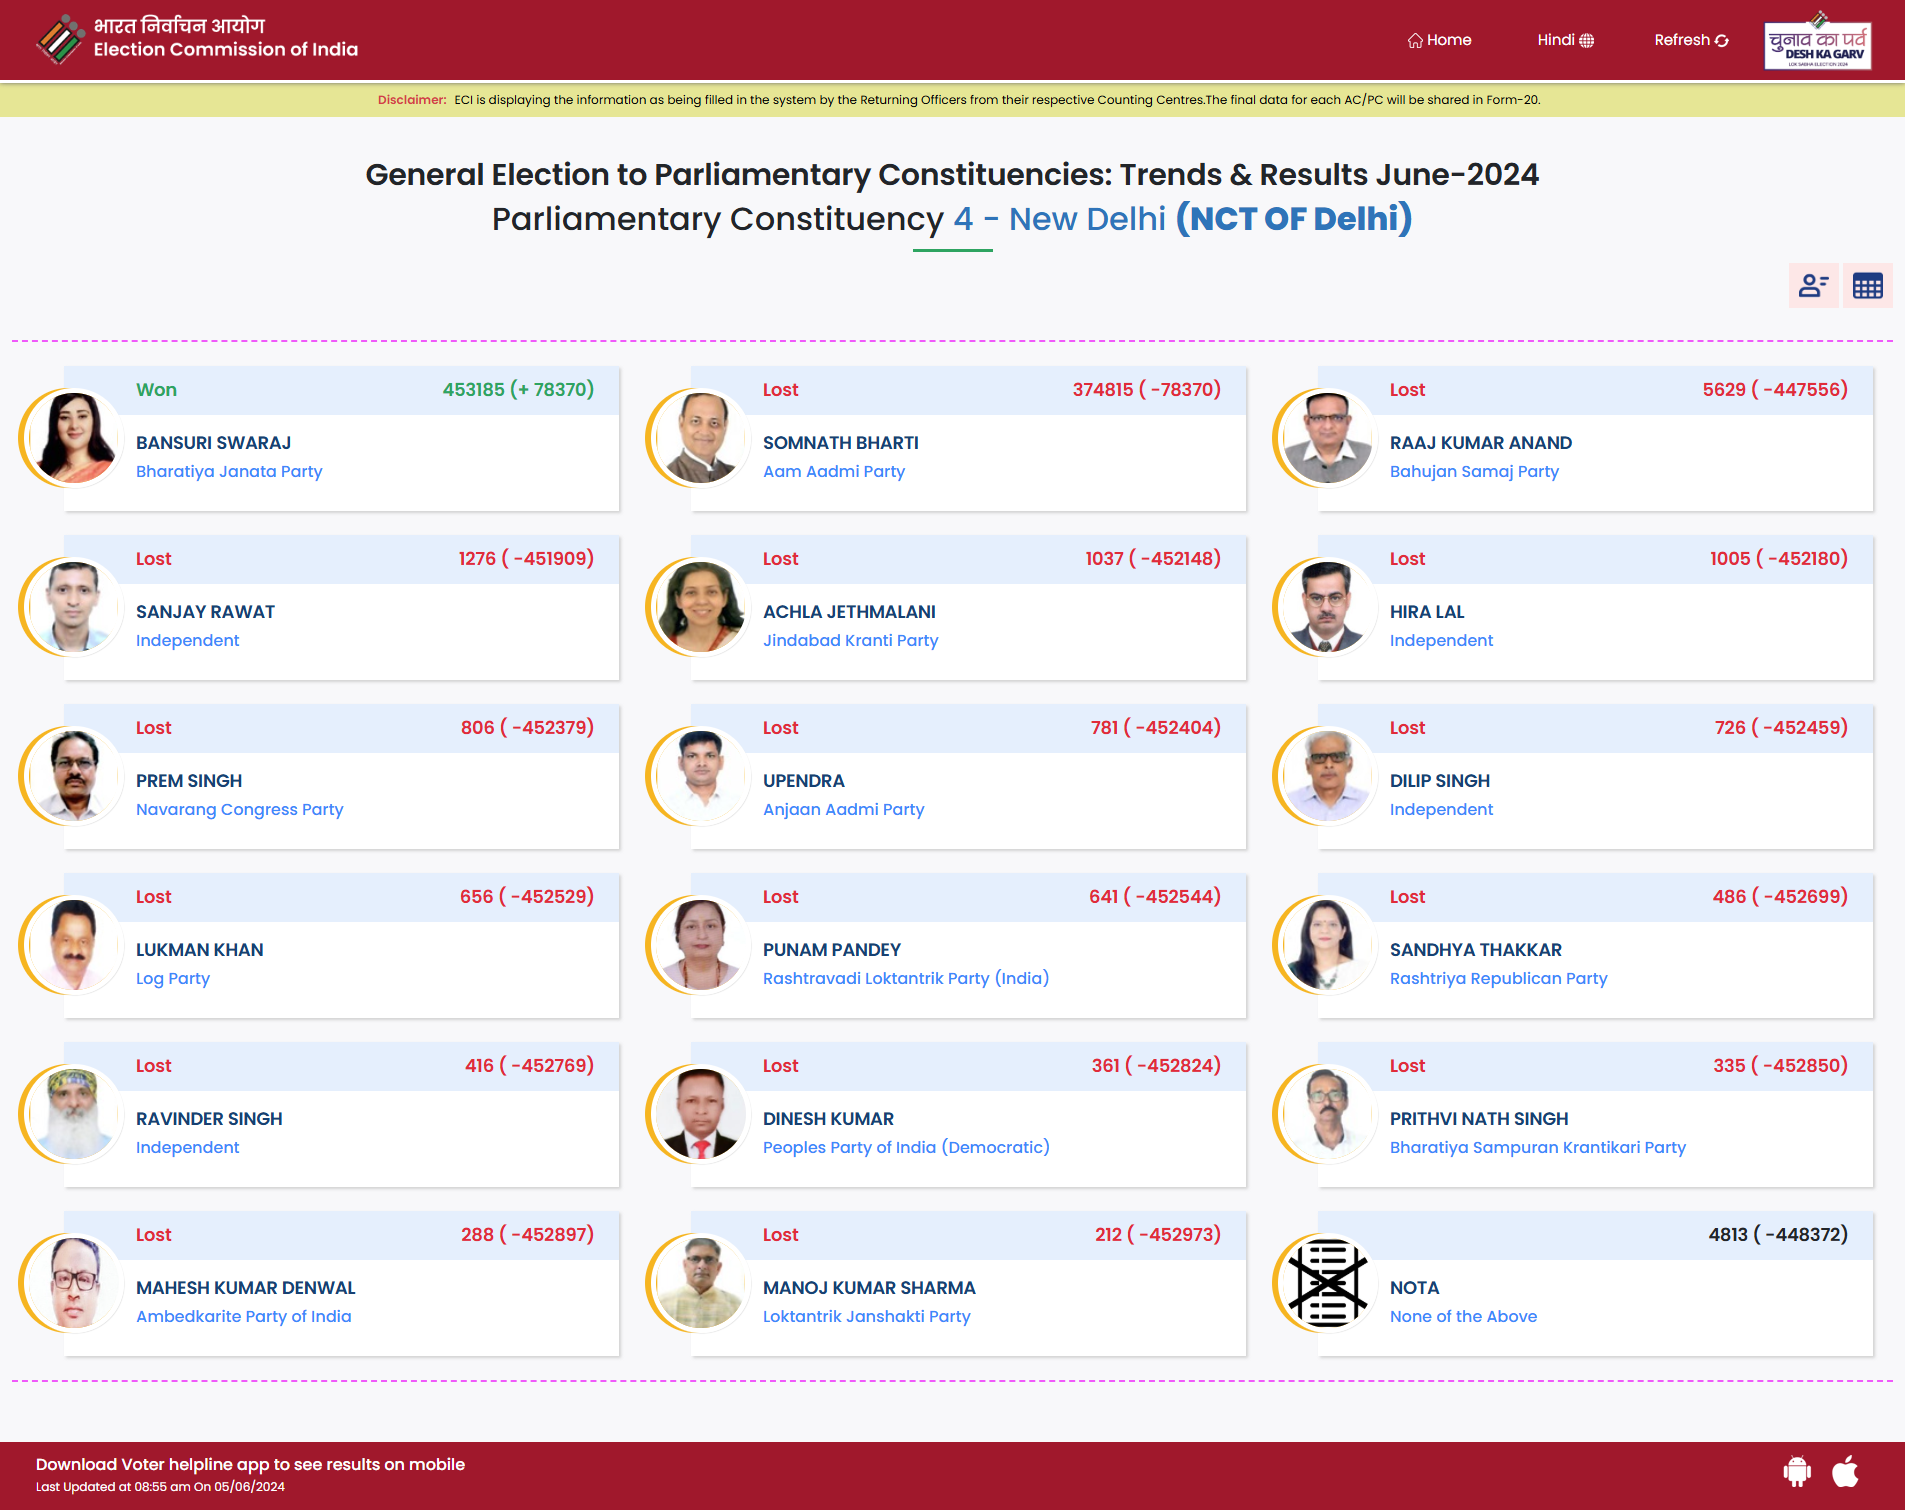 भारत निर्वाचन आयोग
Election Commission of India
Home
Hindi
Refresh
चुनाव का पर्व
DESH KA GARV
LOK SABHA ELECTION 2024
Disclaimer: ECI is displaying the information as being filled in the system by the Returning Officers from their respective Counting Centres.The final data for each AC/PC will be shared in Form-20.
General Election to Parliamentary Constituencies: Trends & Results June-2024
Parliamentary Constituency 4 - New Delhi (NCT OF Delhi)
Won 453185 (+ 78370)
BANSURI SWARAJ
Bharatiya Janata Party
Lost 374815 ( -78370)
SOMNATH BHARTI
Aam Aadmi Party
Lost 5629 ( -447556)
RAAJ KUMAR ANAND
Bahujan Samaj Party
Lost 1276 ( -451909)
SANJAY RAWAT
Independent
Lost 1037 ( -452148)
ACHLA JETHMALANI
Jindabad Kranti Party
Lost 1005 ( -452180)
HIRA LAL
Independent
Lost 806 ( -452379)
PREM SINGH
Navarang Congress Party
Lost 781 ( -452404)
UPENDRA
Anjaan Aadmi Party
Lost 726 ( -452459)
DILIP SINGH
Independent
Lost 656 ( -452529)
LUKMAN KHAN
Log Party
Lost 641 ( -452544)
PUNAM PANDEY
Rashtravadi Loktantrik Party (India)
Lost 486 ( -452699)
SANDHYA THAKKAR
Rashtriya Republican Party
Lost 416 ( -452769)
RAVINDER SINGH
Independent
Lost 361 ( -452824)
DINESH KUMAR
Peoples Party of India (Democratic)
Lost 335 ( -452850)
PRITHVI NATH SINGH
Bharatiya Sampuran Krantikari Party
Lost 288 ( -452897)
MAHESH KUMAR DENWAL
Ambedkarite Party of India
Lost 212 ( -452973)
MANOJ KUMAR SHARMA
Loktantrik Janshakti Party
4813 ( -448372)
NOTA
None of the Above
Download Voter helpline app to see results on mobile
Last Updated at 08:55 am On 05/06/2024